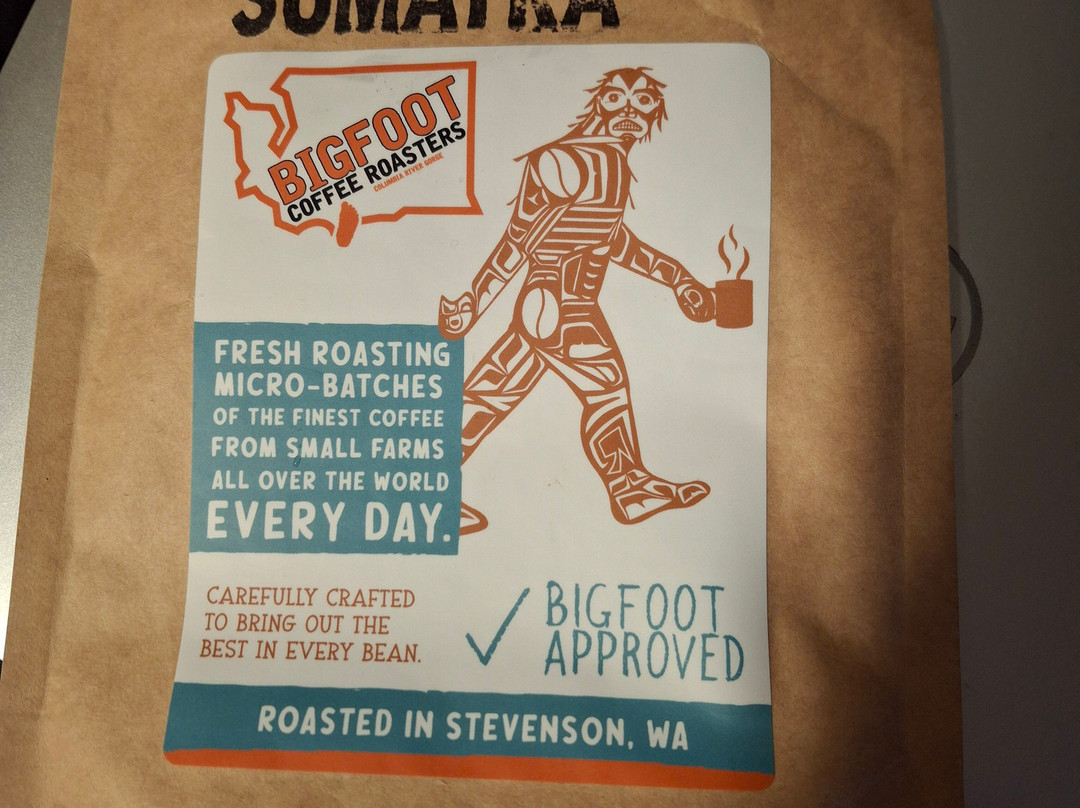 SUMATRA
BIGFOOT
COFFEE ROASTERS
COLUMBIA RIVER GORGE
FRESH ROASTING
MICRO-BATCHES
OF THE FINEST COFFEE
FROM SMALL FARMS
ALL OVER THE WORLD
EVERY DAY.
CAREFULLY CRAFTED
TO BRING OUT THE
BEST IN EVERY BEAN.
BIGFOOT
APPROVED
ROASTED IN STEVENSON, WA